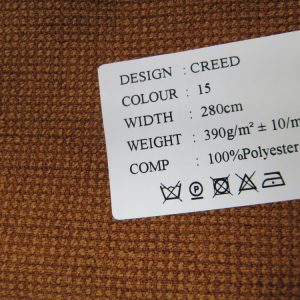 DESIGN : CREED
COLOUR : 15
WIDTH : 280cm
WEIGHT : 390g/m² ± 10/m
COMP : 100%Polyester